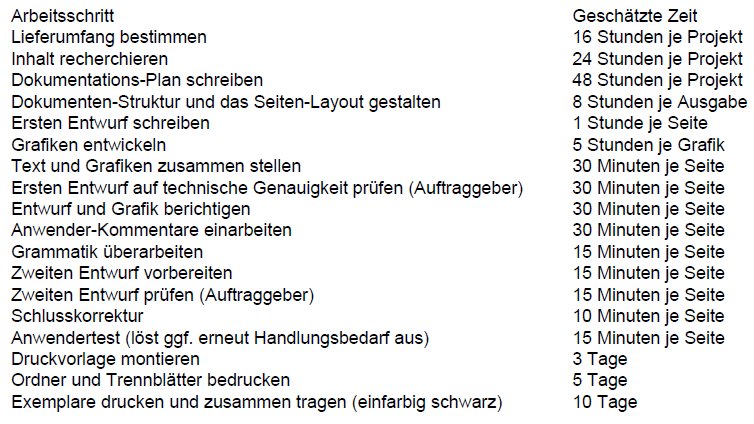 Arbeitsschritt Geschätzte Zeit
Lieferumfang bestimmen 16 Stunden je Projekt
Inhalt recherchieren 24 Stunden je Projekt
Dokumentations-Plan schreiben 48 Stunden je Projekt
Dokumenten-Struktur und das Seiten-Layout gestalten 8 Stunden je Ausgabe
Ersten Entwurf schreiben 1 Stunde je Seite
Grafiken entwickeln 5 Stunden je Grafik
Text und Grafiken zusammen stellen 30 Minuten je Seite
Ersten Entwurf auf technische Genauigkeit prüfen (Auftraggeber) 30 Minuten je Seite
Entwurf und Grafik berichtigen 30 Minuten je Seite
Anwender-Kommentare einarbeiten 30 Minuten je Seite
Grammatik überarbeiten 15 Minuten je Seite
Zweiten Entwurf vorbereiten 15 Minuten je Seite
Zweiten Entwurf prüfen (Auftraggeber) 15 Minuten je Seite
Schlusskorrektur 10 Minuten je Seite
Anwendertest (löst ggf. erneut Handlungsbedarf aus) 15 Minuten je Seite
Druckvorlage montieren 3 Tage
Ordner und Trennblätter bedrucken 5 Tage
Exemplare drucken und zusammen tragen (einfarbig schwarz) 10 Tage